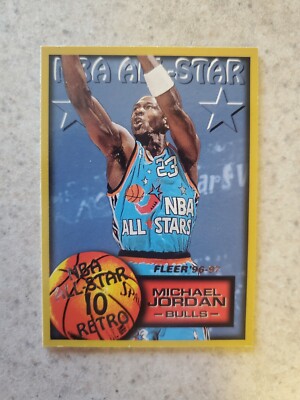 NBA ALL-STAR
23
NBA
ALL STARS
FLEER '96-97
MICHAEL
JORDAN
- BULLS -
NBA
ALL-STAR
10
RETRO